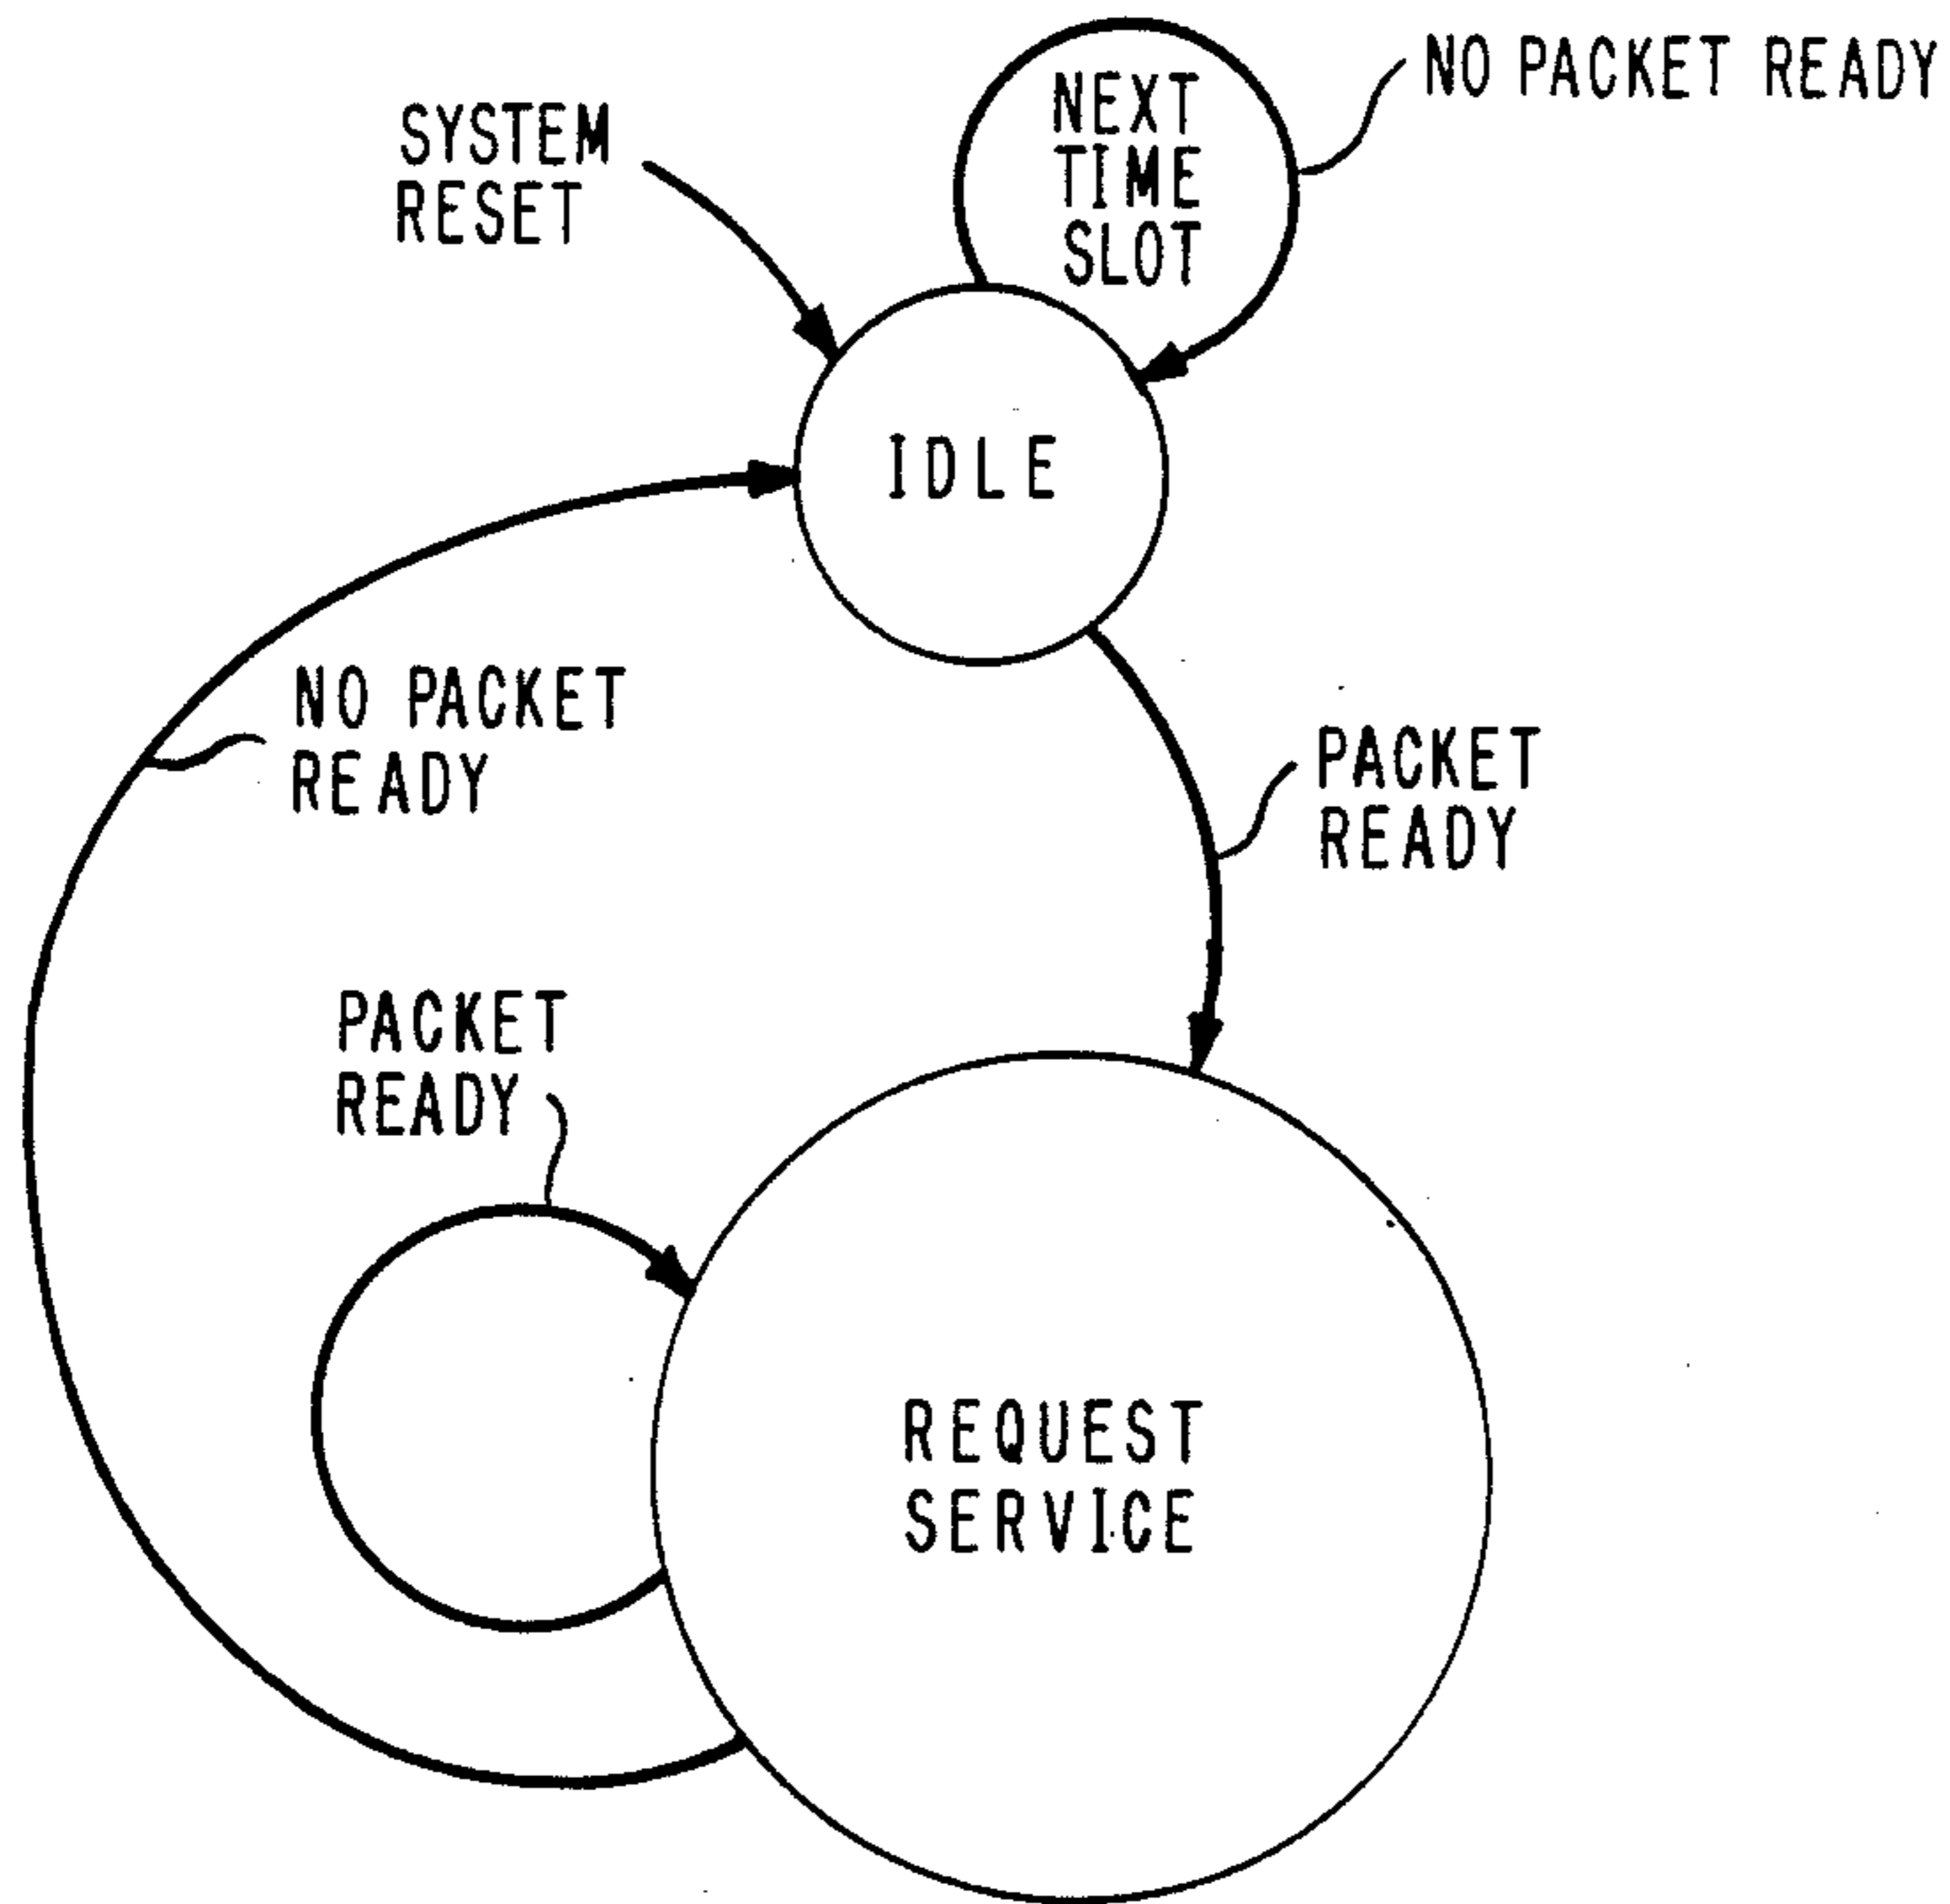 NO PACKET READY
NEXT
TIME
SLOT
SYSTEM
RESET
IDLE
NO PACKET
READY
PACKET
READY
PACKET
READY
REQUEST
SERVICE